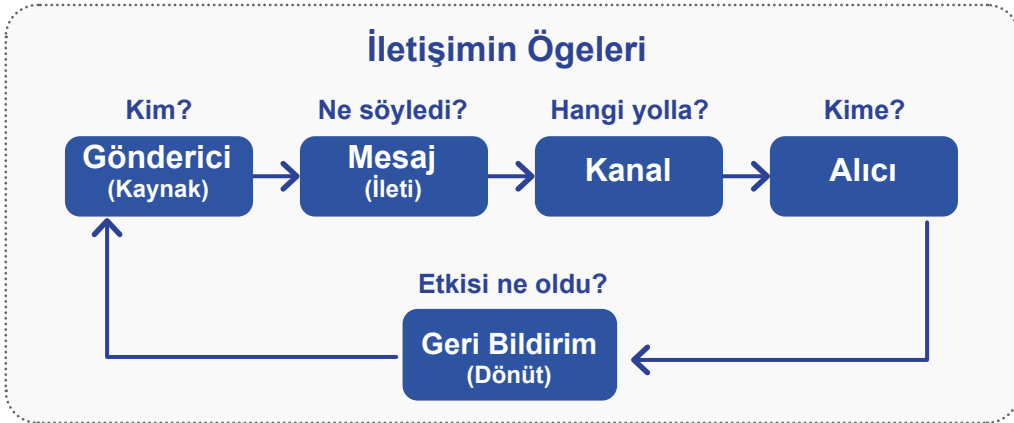 İletişimin Ögeleri
Kim?
Ne söyledi?
Hangi yolla?
Kime?
Gönderici
(Kaynak)
Mesaj
(İleti)
Kanal
Alıcı
Etkisi ne oldu?
Geri Bildirim
(Dönüt)